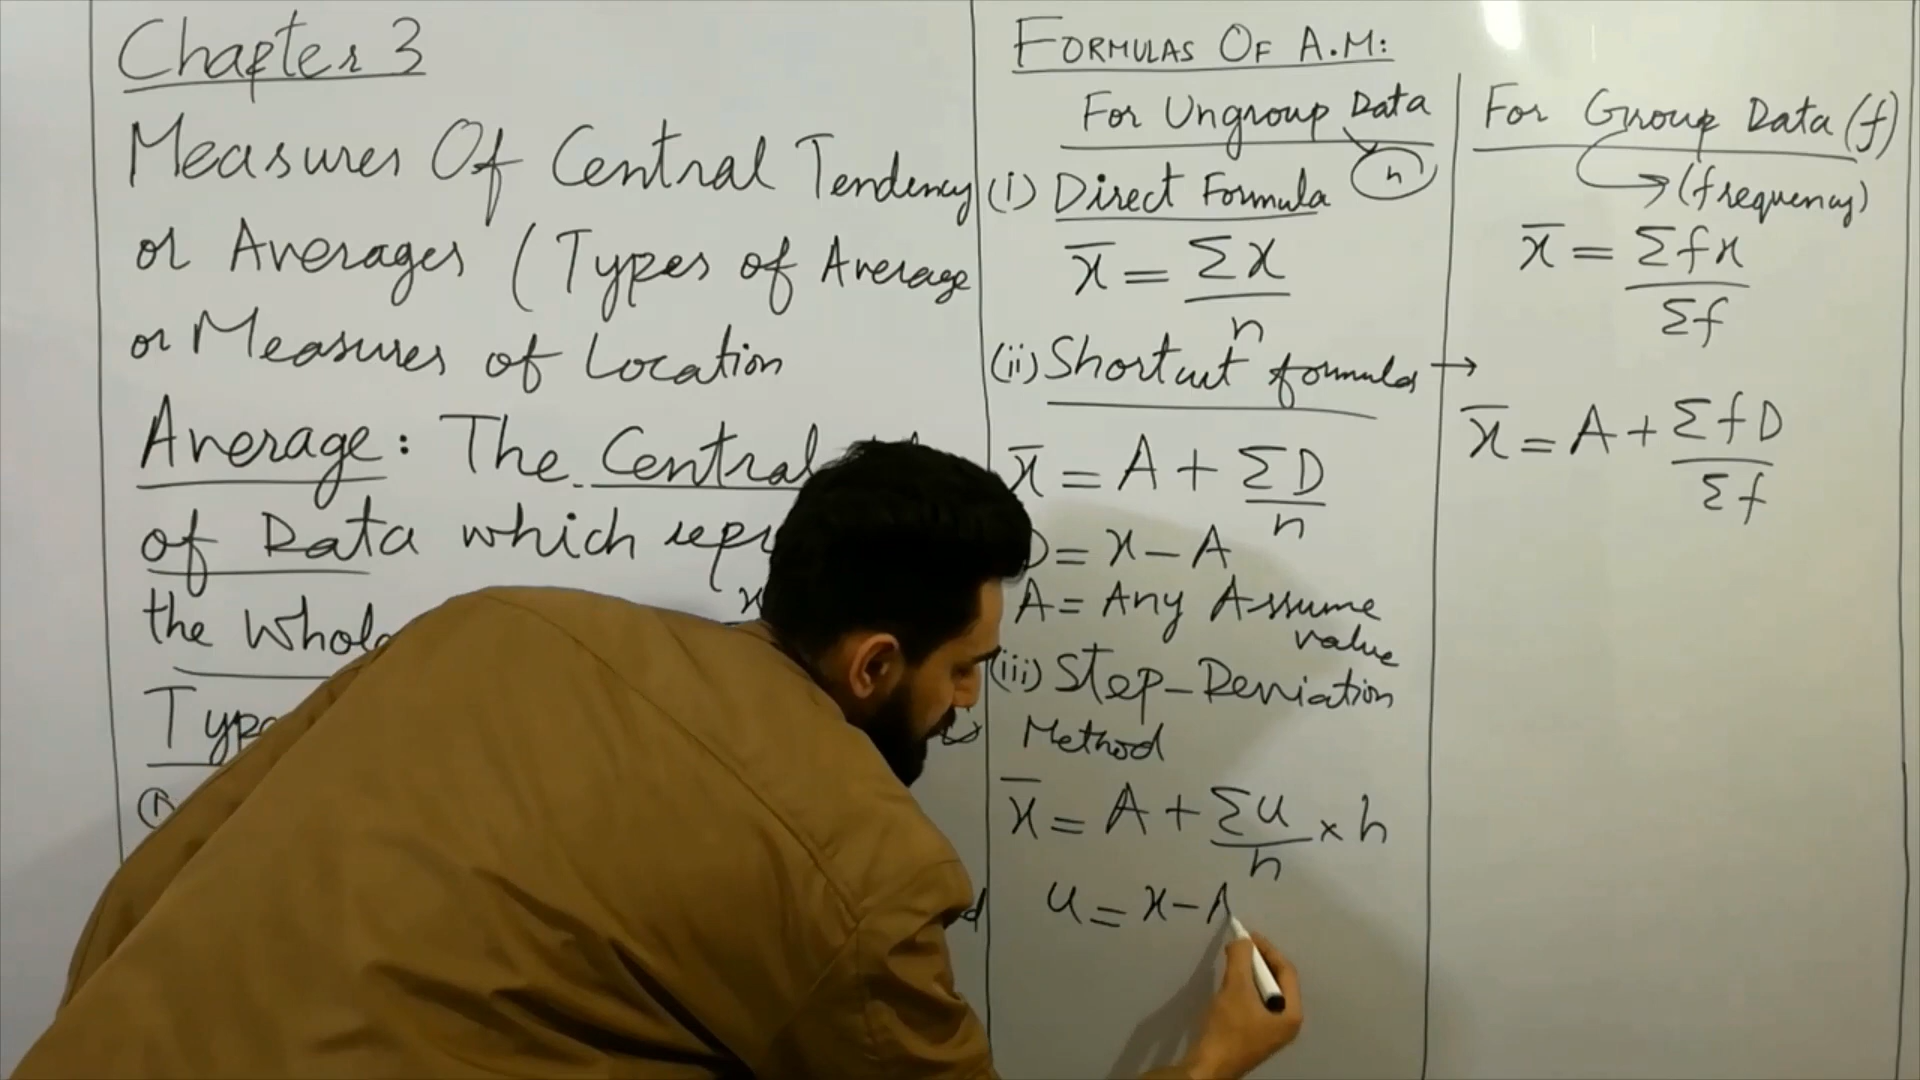 Chapter 3
Measures Of Central Tendency
or Averages (Types of Average
or Measures of Location
Average: The Central
of Data which
the Whole
FORMULAS OF A.M:
For Ungroup Data
n
(i) Direct Formula
x̄ = Σx / n
(ii) Shortcut formulas →
x̄ = A + ΣD / n
D = x - A
A = Any Assume
value
(iii) Step-Deviation
Method
x̄ = A + Σu / n × h
u = x - A
For Group Data (f)
(frequency)
x̄ = Σfx / Σf
x̄ = A + ΣfD / Σf